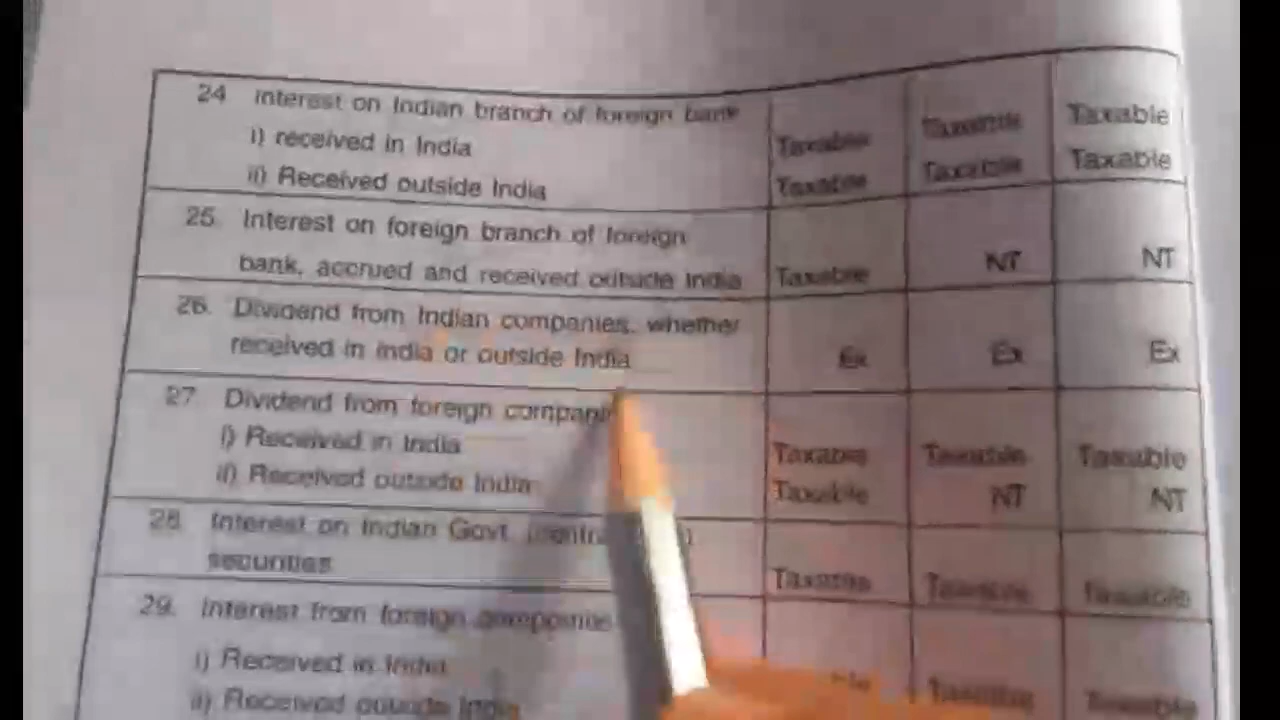 24 Interest on Indian branch of foreign bank
i) received in India Taxable Taxable Taxable
ii) Received outside India Taxable Taxable Taxable
25. Interest on foreign branch of foreign
bank, accrued and received outside India Taxable NT NT
26. Dividend from Indian companies, whether
received in India or outside India Ex Ex Ex
27. Dividend from foreign
i) Received in India Taxable Taxable Taxable
ii) Received outside India Taxable NT NT
28. Interest on Indian Govt.
securities Taxable Taxable Taxable
29. Interest from foreign
i) Received in India Taxable Taxable
ii) Received outside India